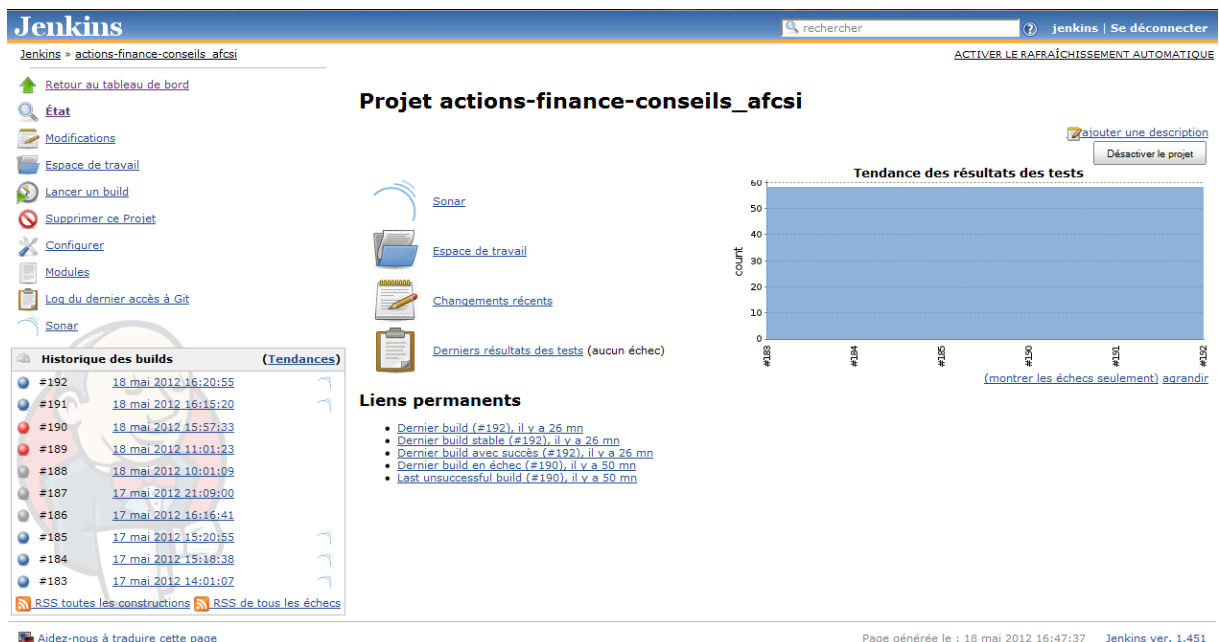 Jenkins
rechercher
jenkins | Se déconnecter
Jenkins » actions-finance-conseils_afcsi
ACTIVER LE RAFRAÎCHISSEMENT AUTOMATIQUE
Retour au tableau de bord
État
Modifications
Espace de travail
Lancer un build
Supprimer ce Projet
Configurer
Modules
Log du dernier accès à Git
Sonar
Historique des builds (Tendances)
#192 18 mai 2012 16:20:55
#191 18 mai 2012 16:15:20
#190 18 mai 2012 15:57:33
#189 18 mai 2012 11:01:23
#188 18 mai 2012 10:01:09
#187 17 mai 2012 21:09:00
#186 17 mai 2012 16:16:41
#185 17 mai 2012 15:20:55
#184 17 mai 2012 15:18:38
#183 17 mai 2012 14:01:07
RSS toutes les constructions RSS de tous les échecs
Projet actions-finance-conseils_afcsi
ajouter une description
Désactiver le projet
Sonar
Espace de travail
Changements récents
Derniers résultats des tests (aucun échec)
Tendance des résultats des tests
60
50
40
30
20
10
0
count
#183
#184
#185
#190
#191
#192
(montrer les échecs seulement) agrandir
Liens permanents
Dernier build (#192), il y a 26 mn
Dernier build stable (#192), il y a 26 mn
Dernier build avec succès (#192), il y a 26 mn
Dernier build en échec (#190), il y a 50 mn
Last unsuccessful build (#190), il y a 50 mn
Aidez-nous à traduire cette page
Page générée le : 18 mai 2012 16:47:37 Jenkins ver. 1.451